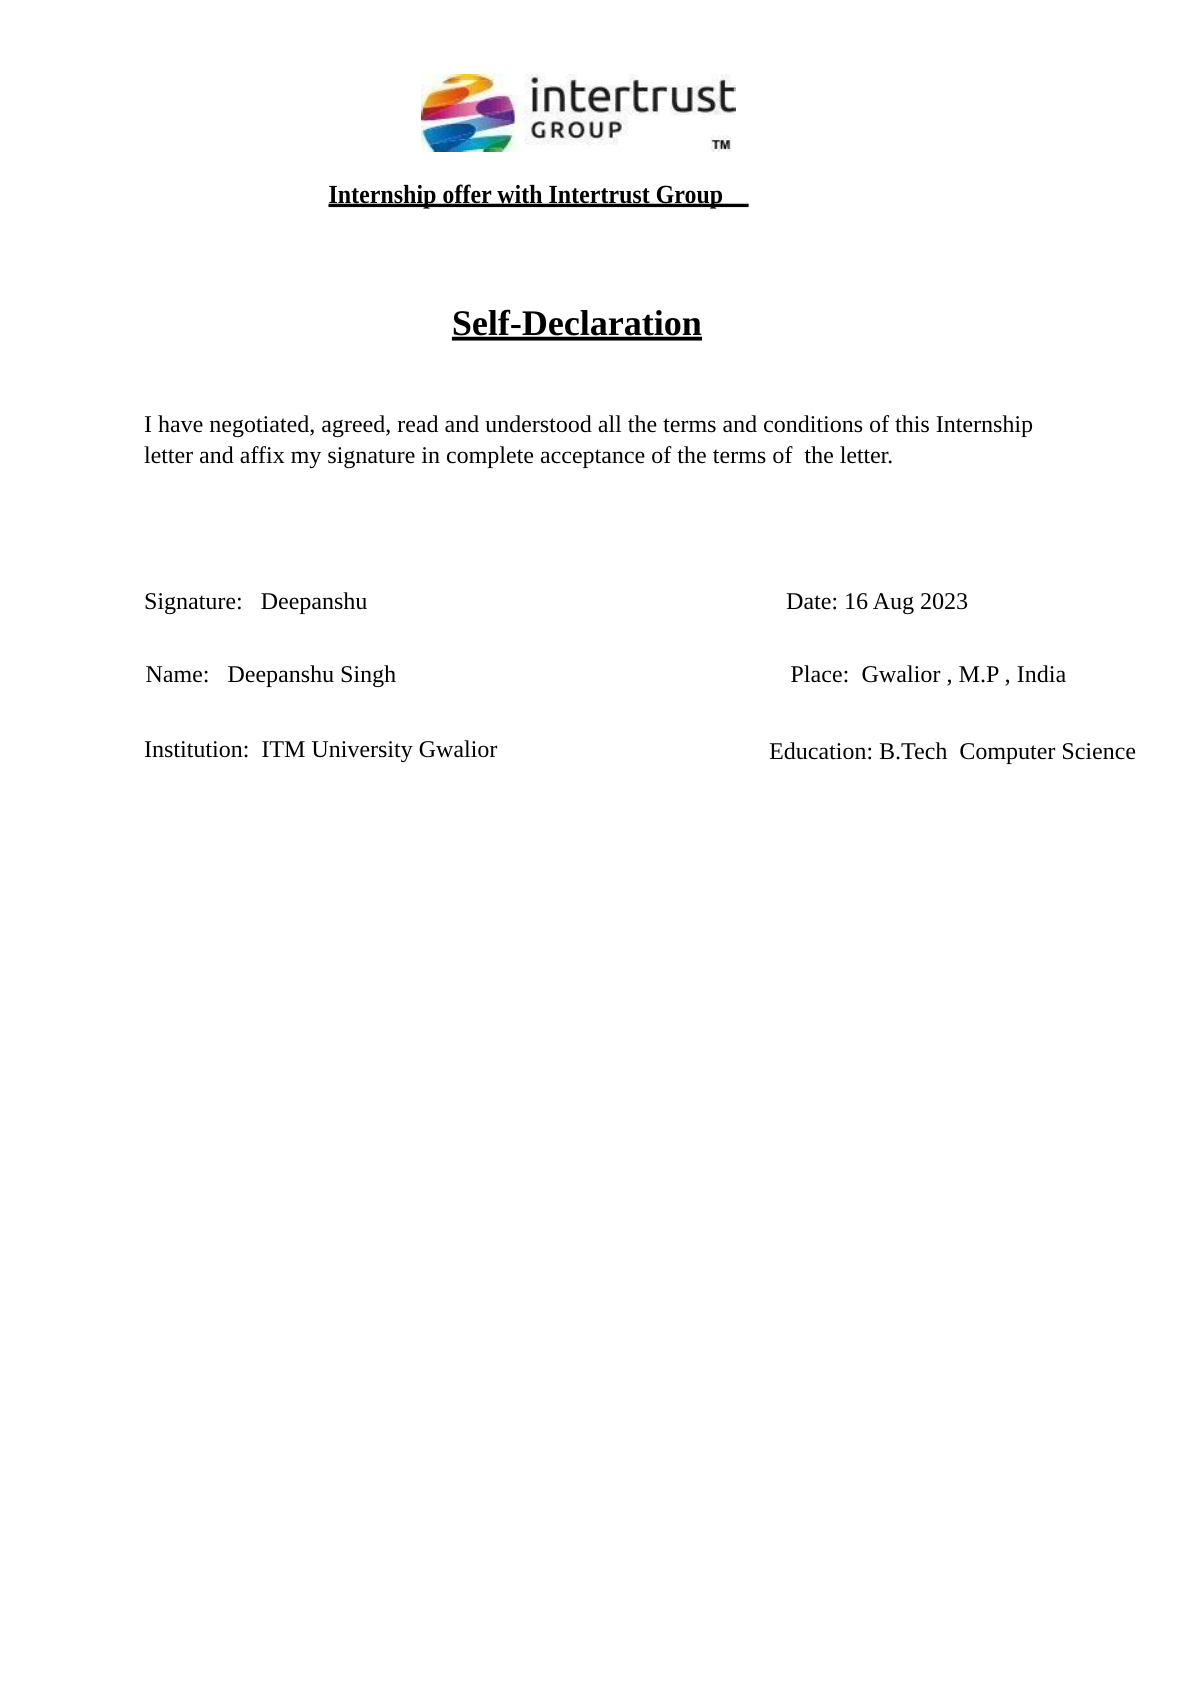 intertrust
GROUP
TM
Internship offer with Intertrust Group
Self-Declaration
I have negotiated, agreed, read and understood all the terms and conditions of this Internship
letter and affix my signature in complete acceptance of the terms of the letter.
Signature: Deepanshu Date: 16 Aug 2023
Name: Deepanshu Singh Place: Gwalior , M.P , India
Institution: ITM University Gwalior Education: B.Tech Computer Science